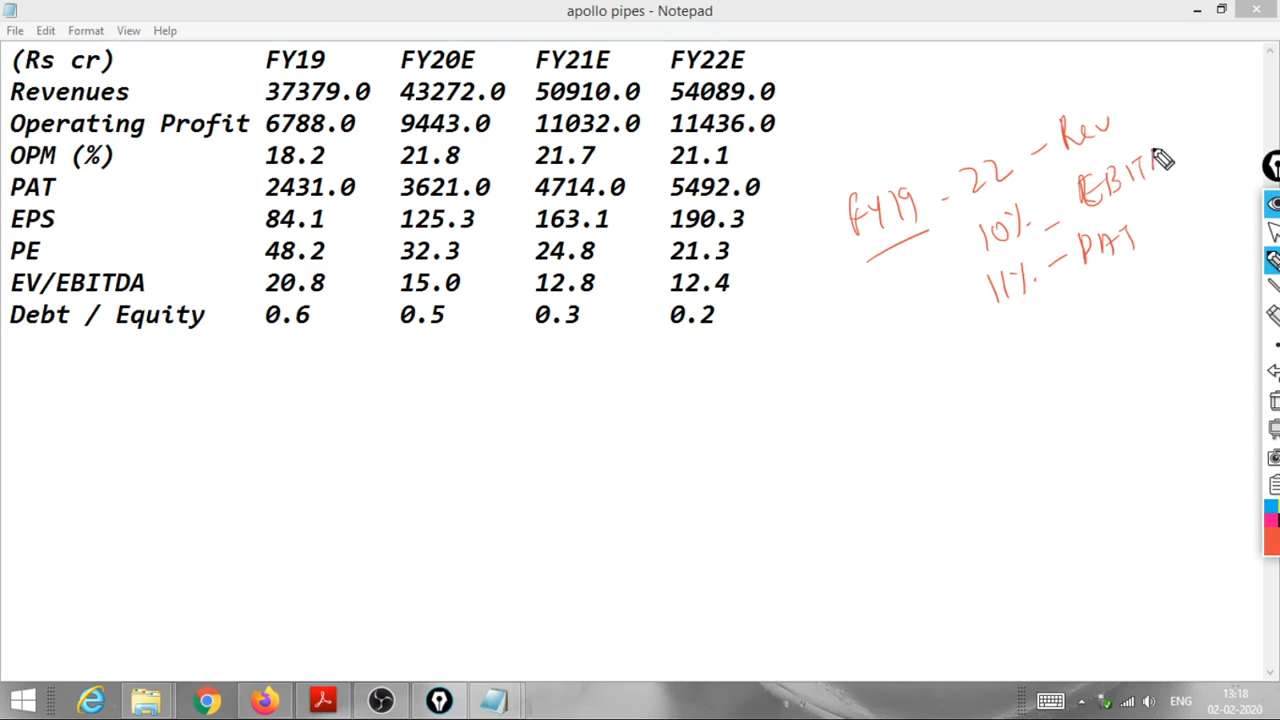 apollo pipes - Notepad
File Edit Format View Help
(Rs cr) FY19 FY20E FY21E FY22E
Revenues 37379.0 43272.0 50910.0 54089.0
Operating Profit 6788.0 9443.0 11032.0 11436.0
OPM (%) 18.2 21.8 21.7 21.1
PAT 2431.0 3621.0 4714.0 5492.0
EPS 84.1 125.3 163.1 190.3
PE 48.2 32.3 24.8 21.3
EV/EBITDA 20.8 15.0 12.8 12.4
Debt / Equity 0.6 0.5 0.3 0.2
FY19 - 22 - Rev
10% - EBITA
11% - PAT
ENG
13:18
02-02-2020